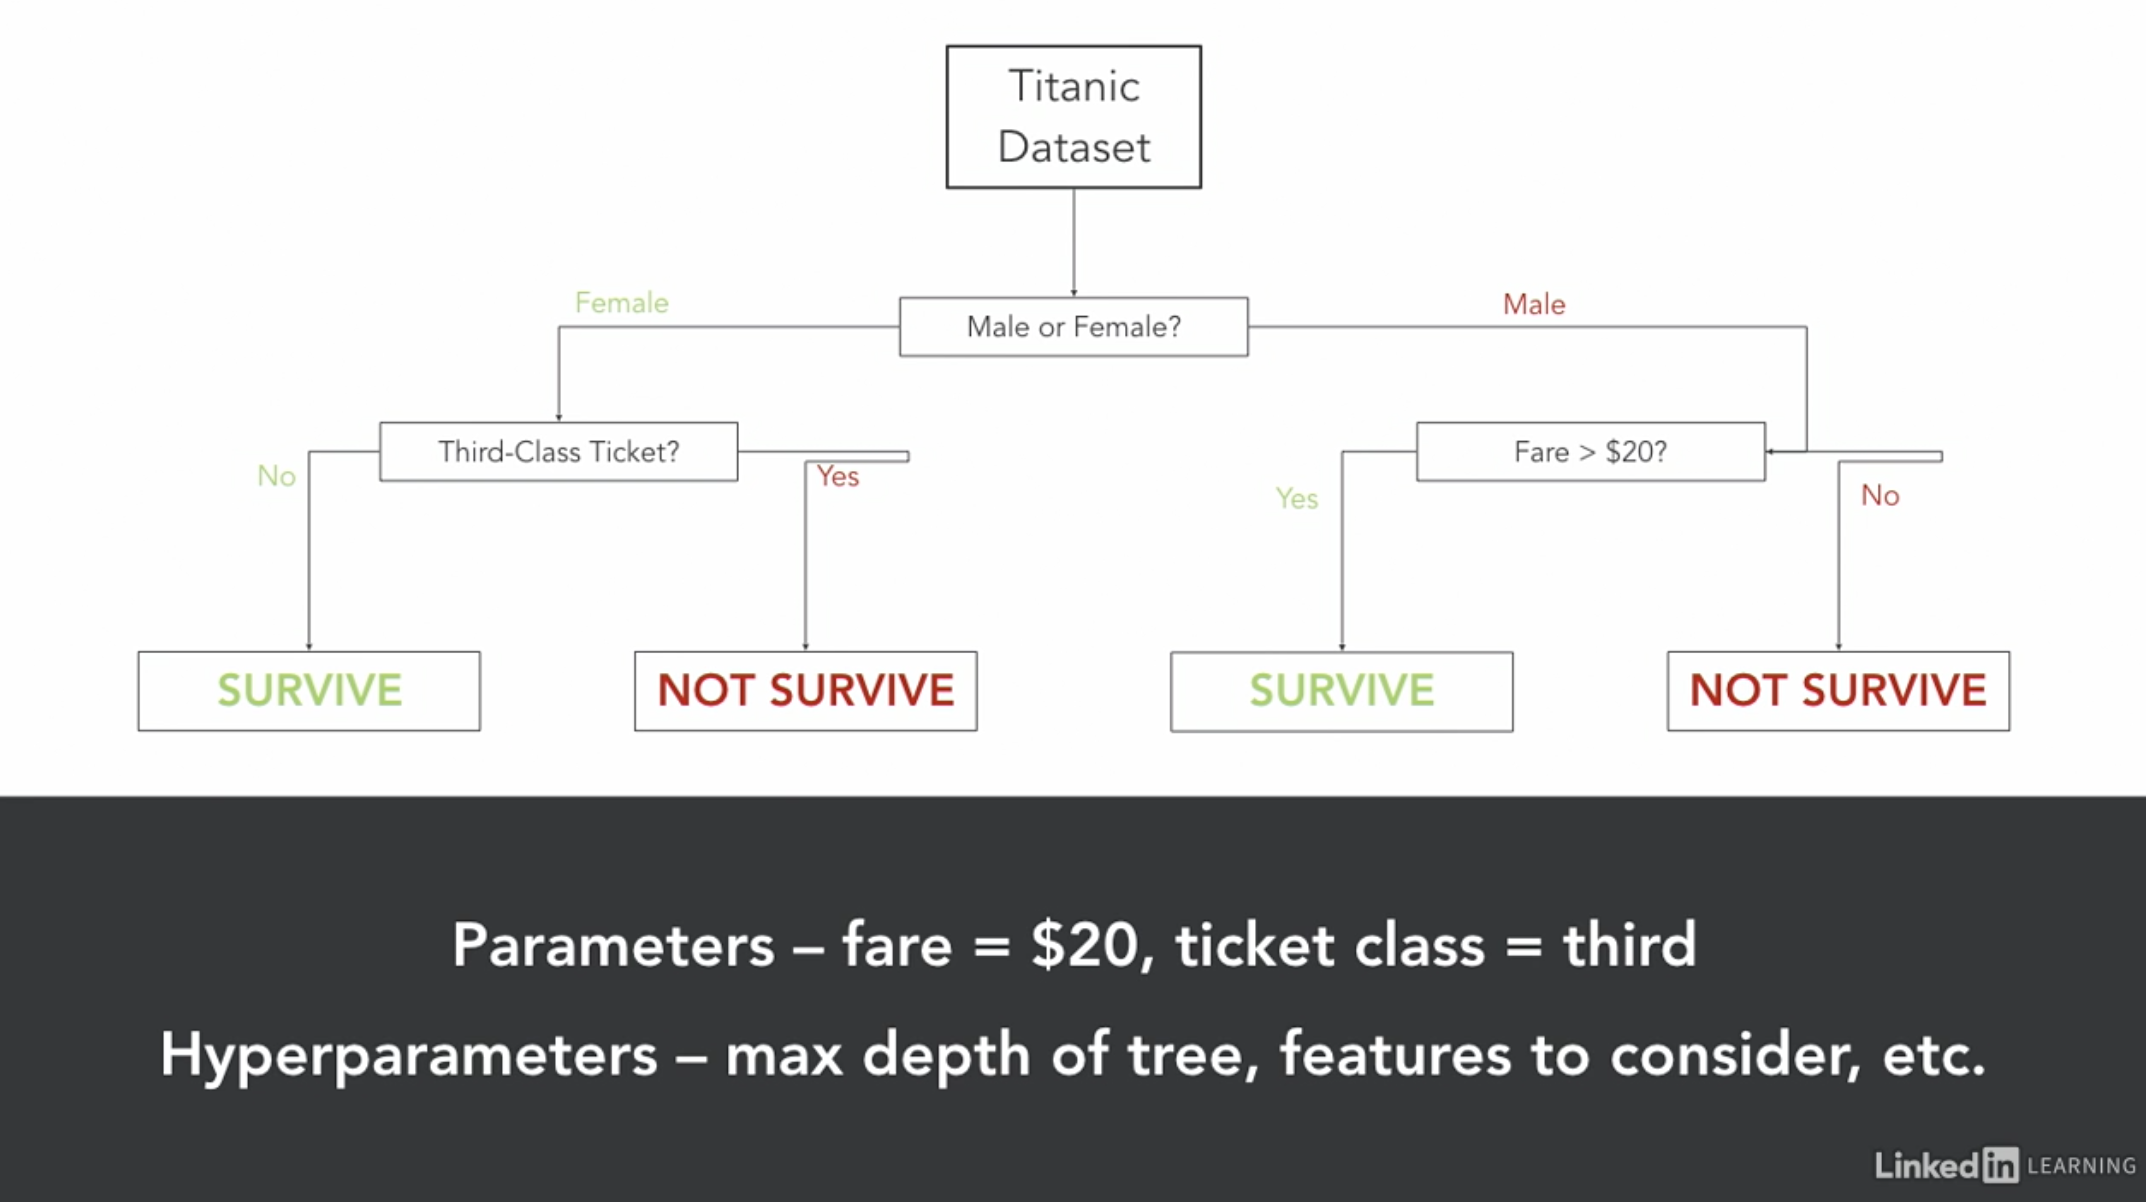 Titanic
Dataset
Female
Male or Female?
Male
Third-Class Ticket?
Fare > $20?
No
Yes
Yes
No
SURVIVE
NOT SURVIVE
SURVIVE
NOT SURVIVE
Parameters – fare = $20, ticket class = third
Hyperparameters – max depth of tree, features to consider, etc.
Linked in LEARNING